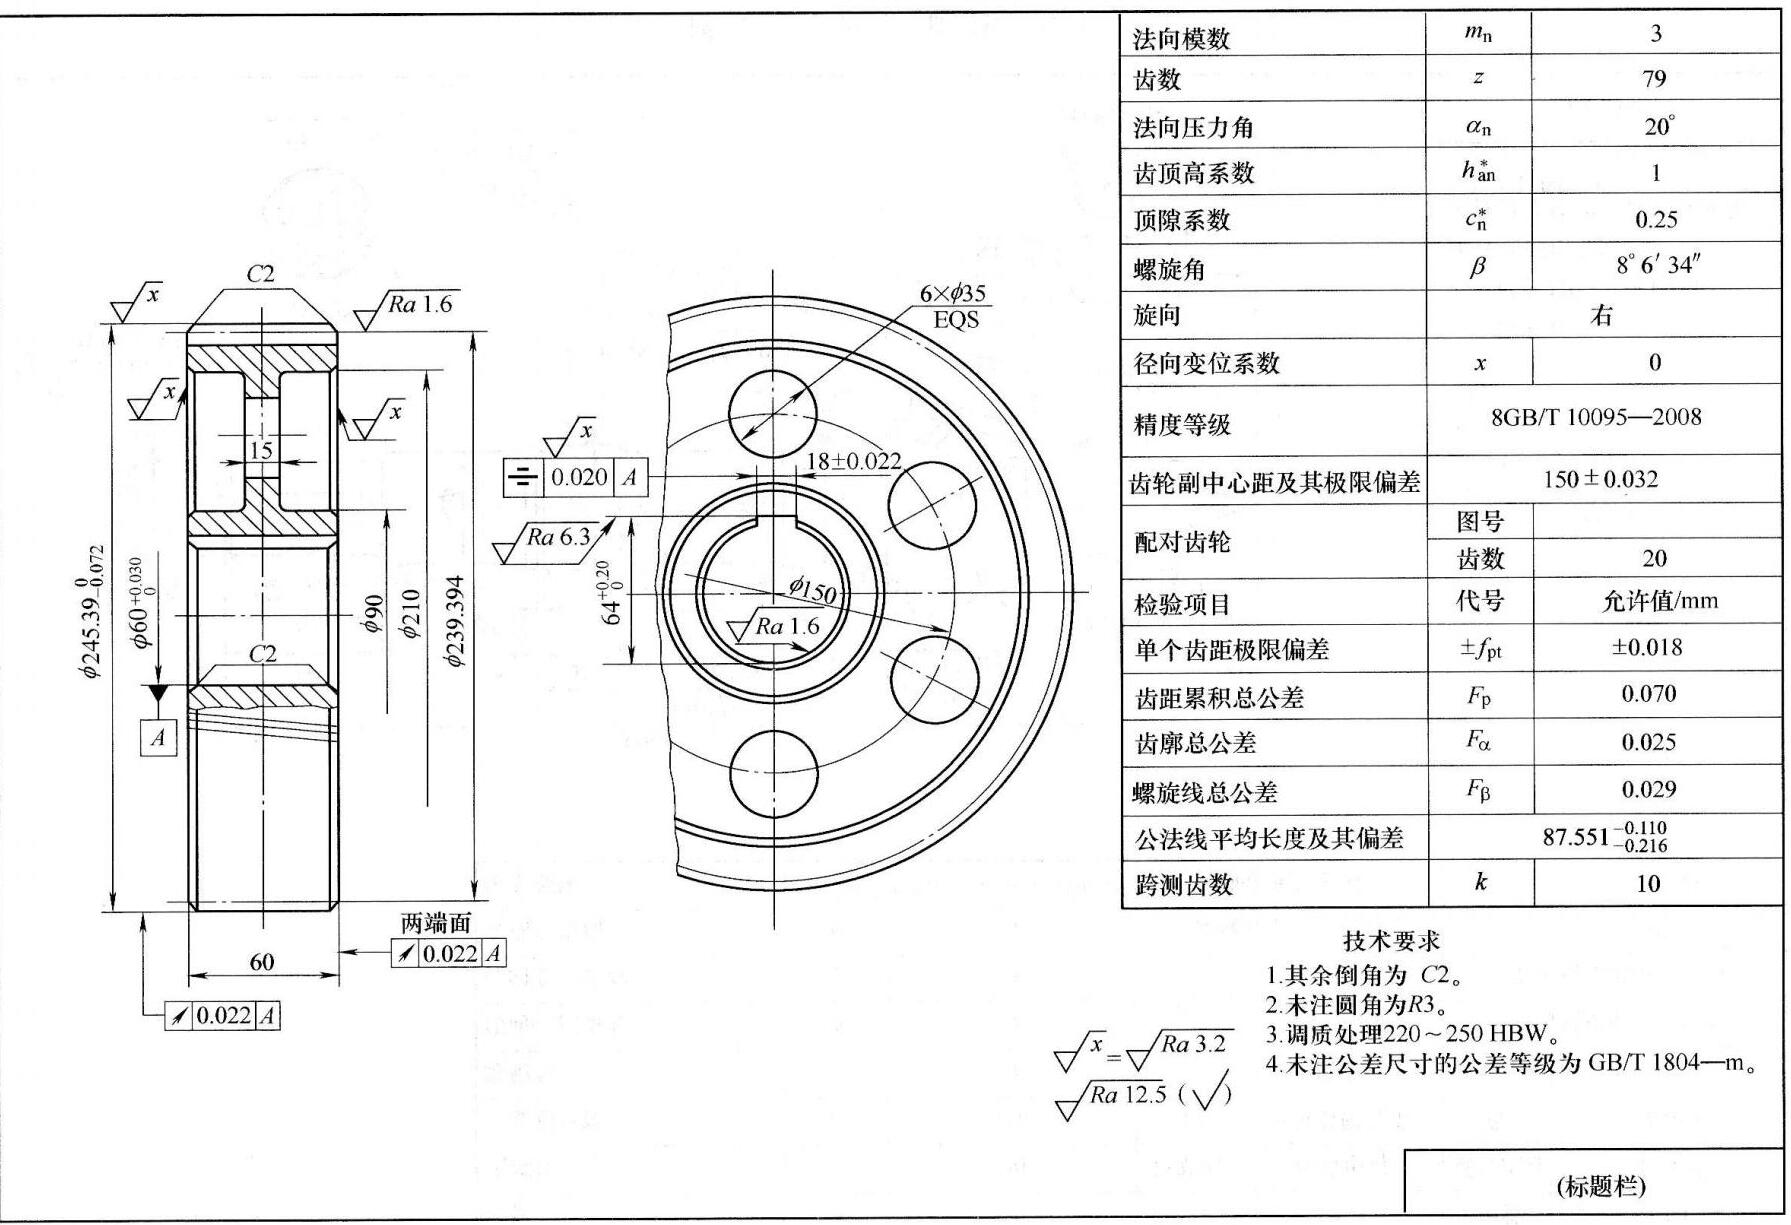 C2
x
Ra 1.6
x
x
15
ϕ245.39 0 -0.072
ϕ60 +0.030 0
ϕ90
ϕ210
ϕ239.394
C2
A
两端面
0.022 A
60
0.022 A
6×ϕ35
EQS
x
0.020 A
18±0.022
Ra 6.3
64 +0.20 0
ϕ150
Ra 1.6
法向模数 mn 3
齿数 z 79
法向压力角 αn 20°
齿顶高系数 h*an 1
顶隙系数 c*n 0.25
螺旋角 β 8°6′34″
旋向 右
径向变位系数 x 0
精度等级 8GB/T 10095—2008
齿轮副中心距及其极限偏差 150±0.032
配对齿轮 图号
齿数 20
检验项目 代号 允许值/mm
单个齿距极限偏差 ±fpt ±0.018
齿距累积总公差 Fp 0.070
齿廓总公差 Fα 0.025
螺旋线总公差 Fβ 0.029
公法线平均长度及其偏差 87.551 -0.110 -0.216
跨测齿数 k 10
技术要求
1.其余倒角为 C2。
2.未注圆角为R3。
3.调质处理220～250 HBW。
4.未注公差尺寸的公差等级为 GB/T 1804—m。
x = Ra 3.2
Ra 12.5 (√)
(标题栏)